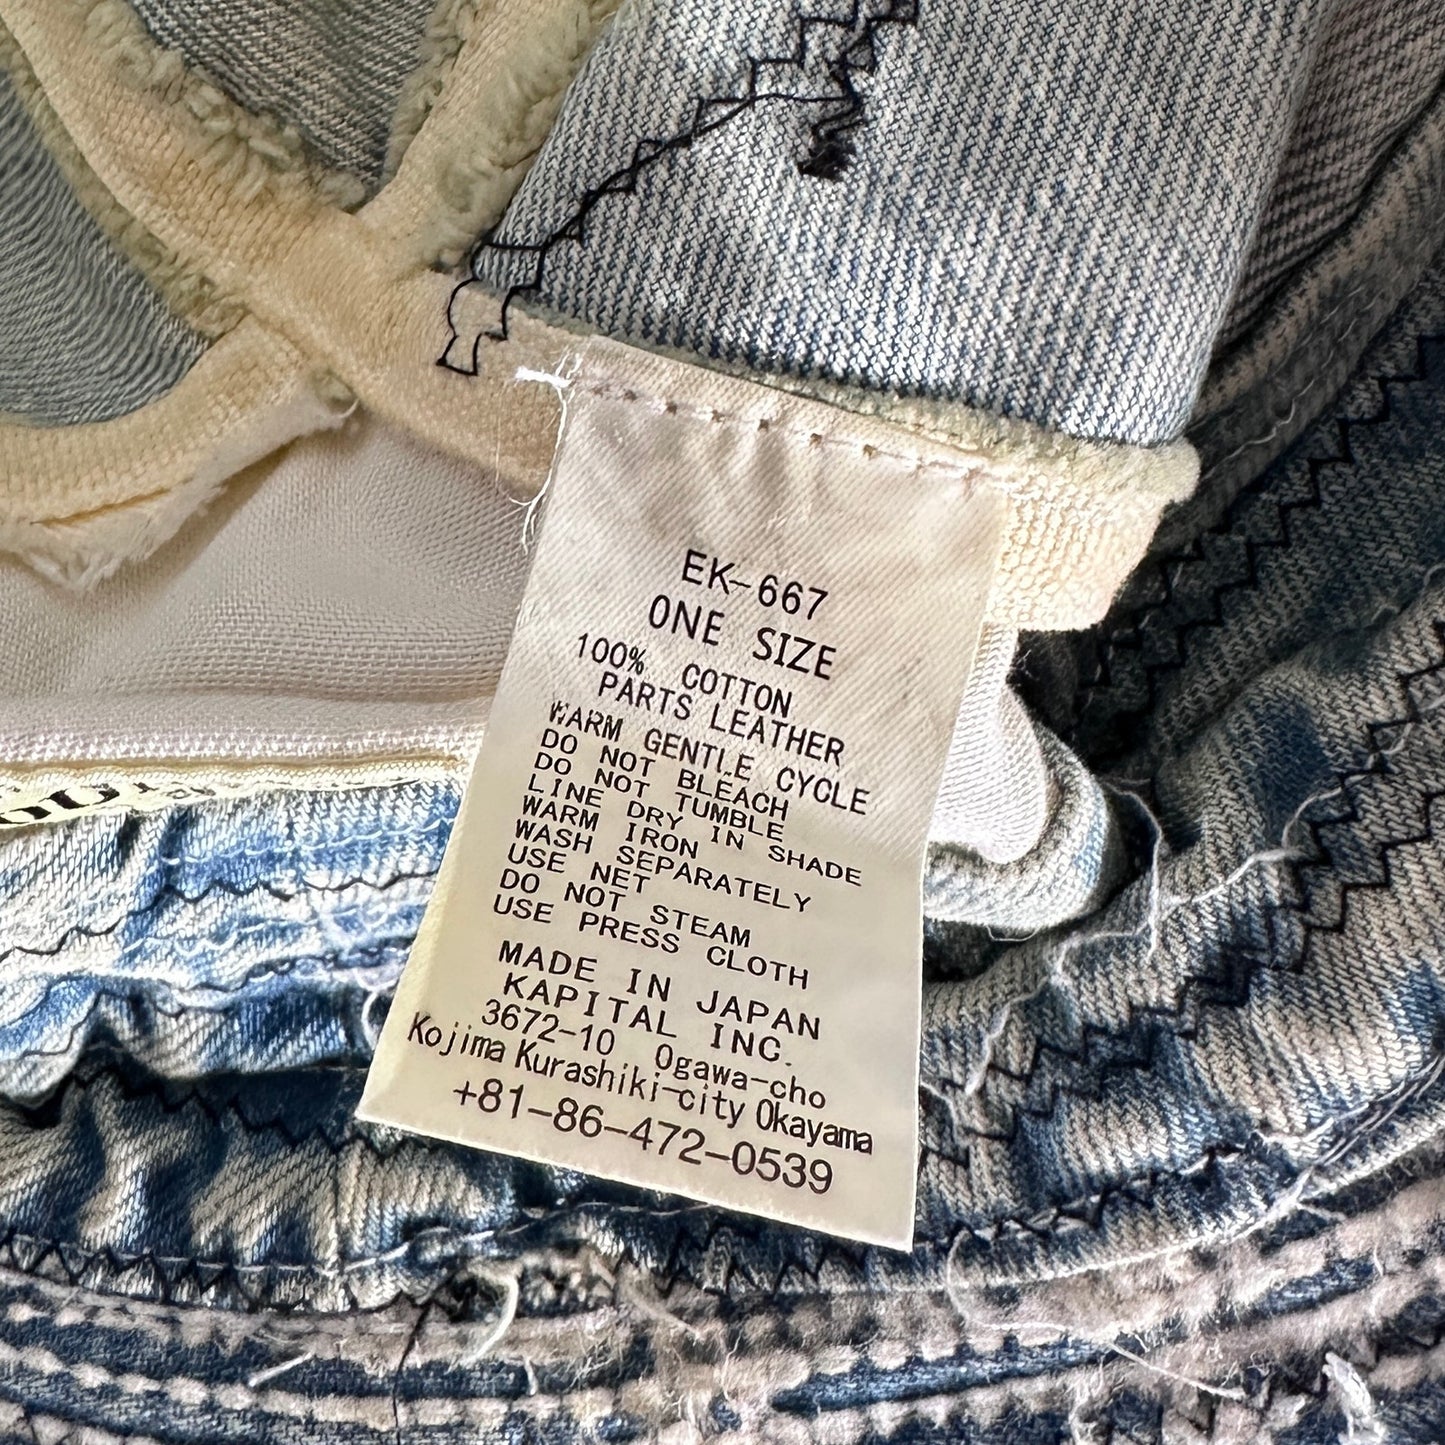 EK-667
ONE SIZE
100% COTTON
PARTS LEATHER
WARM GENTLE CYCLE
DO NOT BLEACH
DO NOT TUMBLE
LINE DRY IN SHADE
WARM IRON
WASH SEPARATELY
USE NET
DO NOT STEAM
USE PRESS CLOTH
MADE IN JAPAN
KAPITAL INC.
3672-10 Ogawa-cho
Kojima Kurashiki-city Okayama
+81-86-472-0539